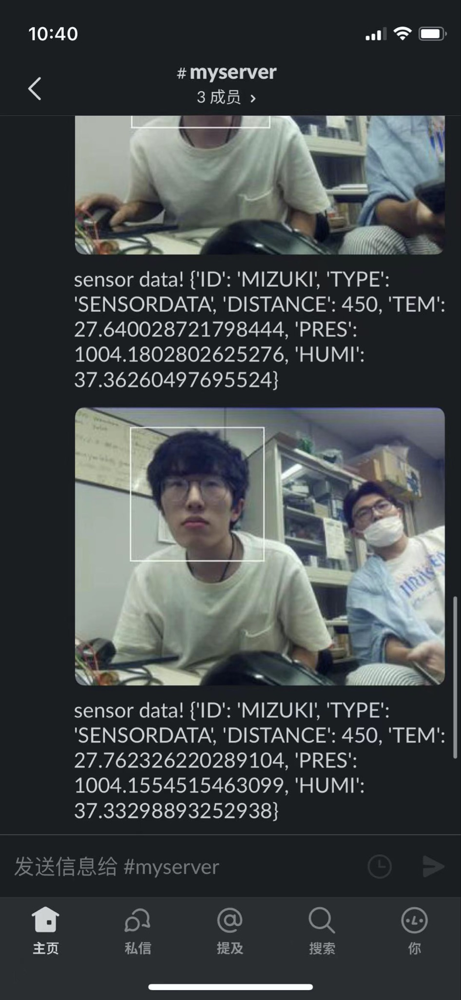 10:40
# myserver
3 成员 >
sensor data! {'ID': 'MIZUKI', 'TYPE':
'SENSORDATA', 'DISTANCE': 450, 'TEM':
27.640028721798444, 'PRES':
1004.1802802625276, 'HUMI':
37.36260497695524}
sensor data! {'ID': 'MIZUKI', 'TYPE':
'SENSORDATA', 'DISTANCE': 450, 'TEM':
27.762326220289104, 'PRES':
1004.1554515463099, 'HUMI':
37.33298893252938}
发送信息给 #myserver
主页
私信
提及
搜索
你